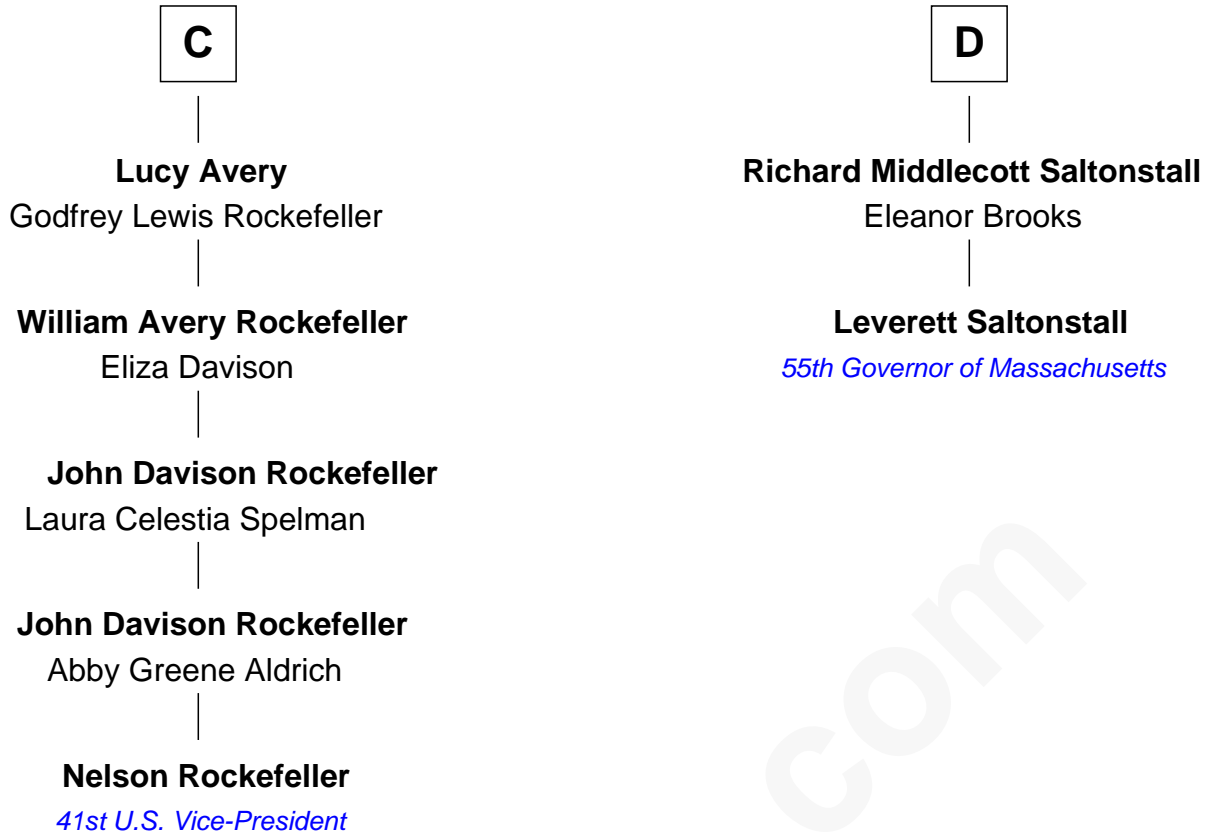 C
Lucy Avery
Godfrey Lewis Rockefeller
William Avery Rockefeller
Eliza Davison
John Davison Rockefeller
Laura Celestia Spelman
John Davison Rockefeller
Abby Greene Aldrich
Nelson Rockefeller
41st U.S. Vice-President
D
Richard Middlecott Saltonstall
Eleanor Brooks
Leverett Saltonstall
55th Governor of Massachusetts
com